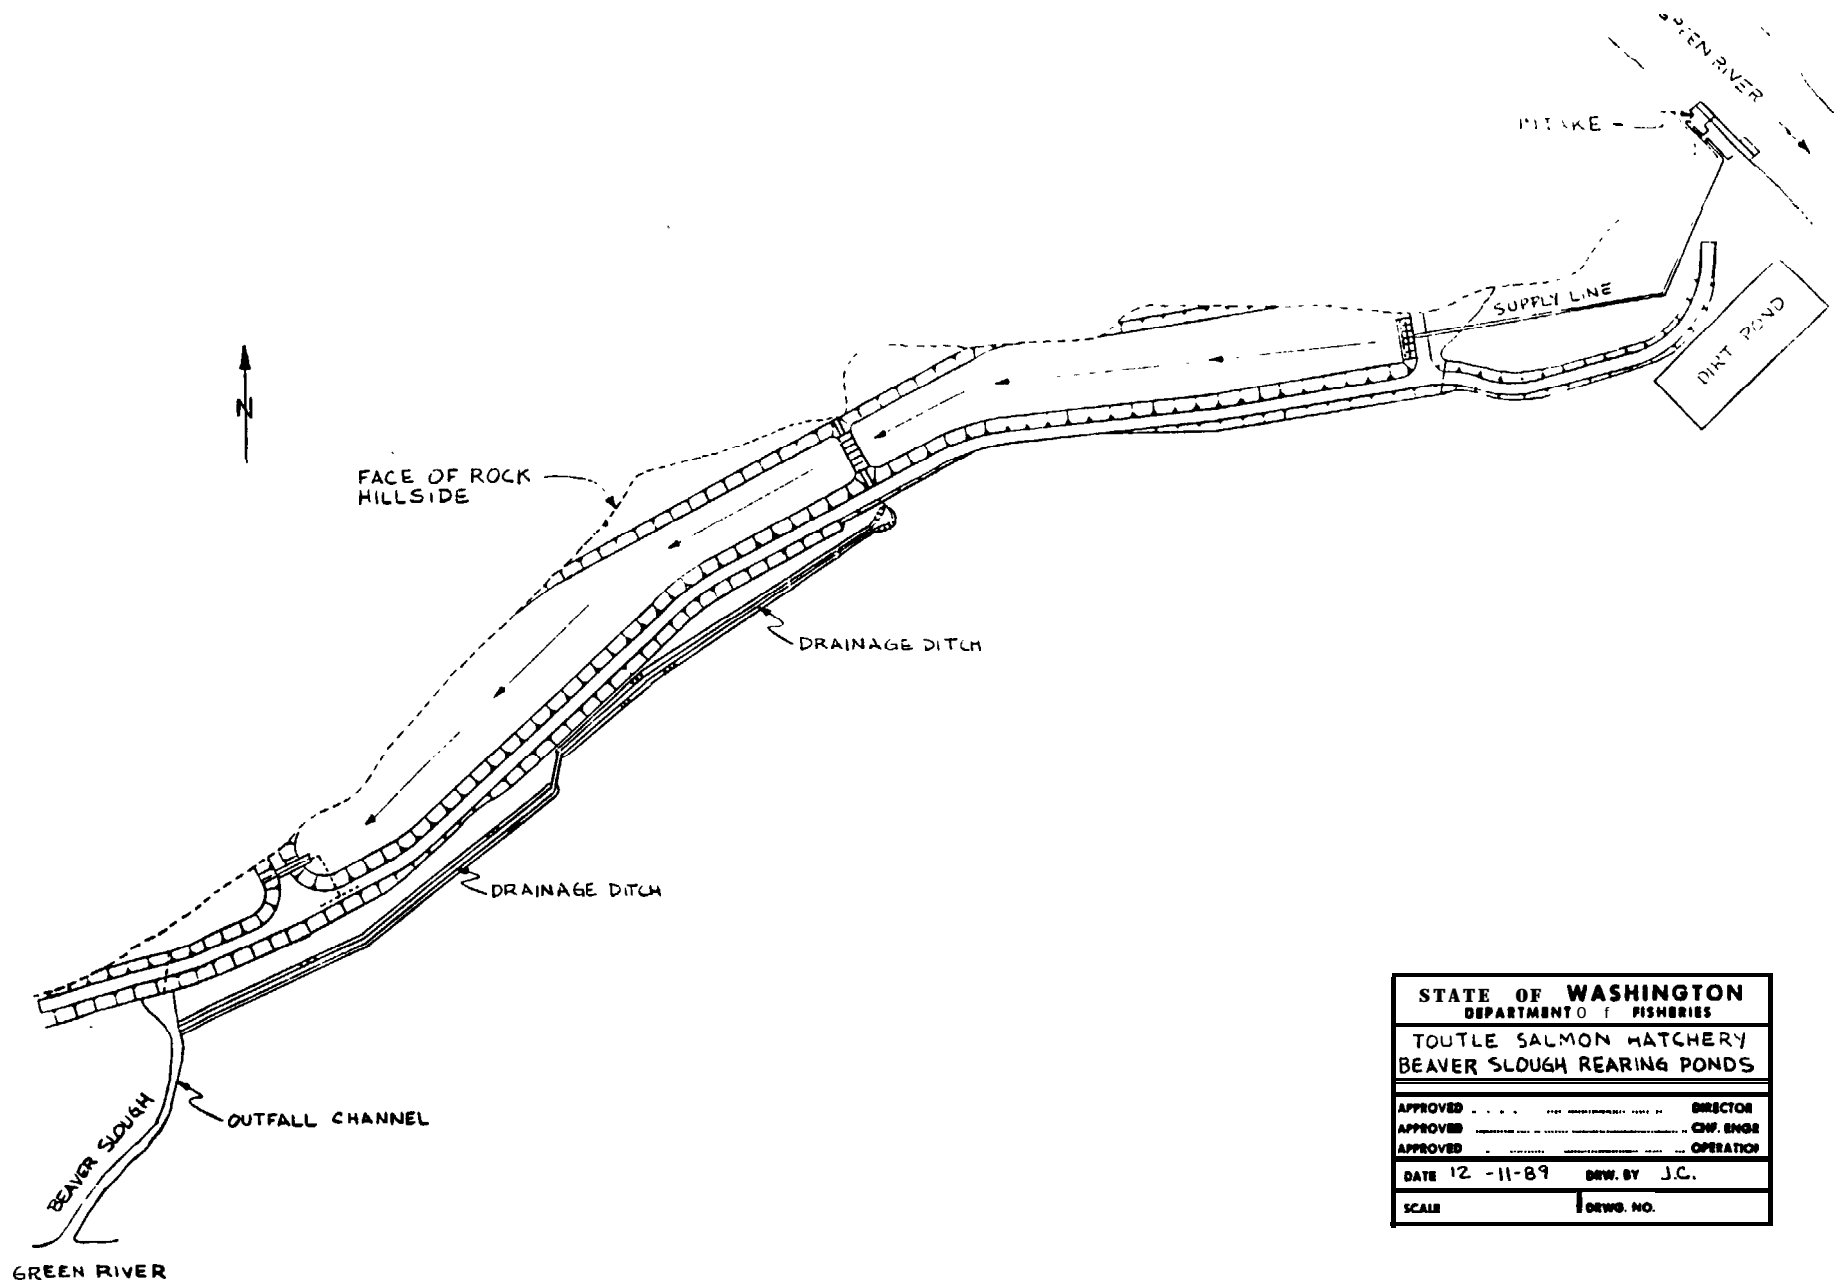 GREEN RIVER
INTAKE
SUPPLY LINE
DIRT POND
N
FACE OF ROCK
HILLSIDE
DRAINAGE DITCH
DRAINAGE DITCH
OUTFALL CHANNEL
BEAVER SLOUGH
GREEN RIVER
STATE OF WASHINGTON
DEPARTMENT Of FISHERIES
TOUTLE SALMON HATCHERY
BEAVER SLOUGH REARING PONDS
APPROVED DIRECTOR
APPROVED CHF. ENGR
APPROVED OPERATION
DATE 12-11-89 DRW. BY J.C.
SCALE DRWG. NO.